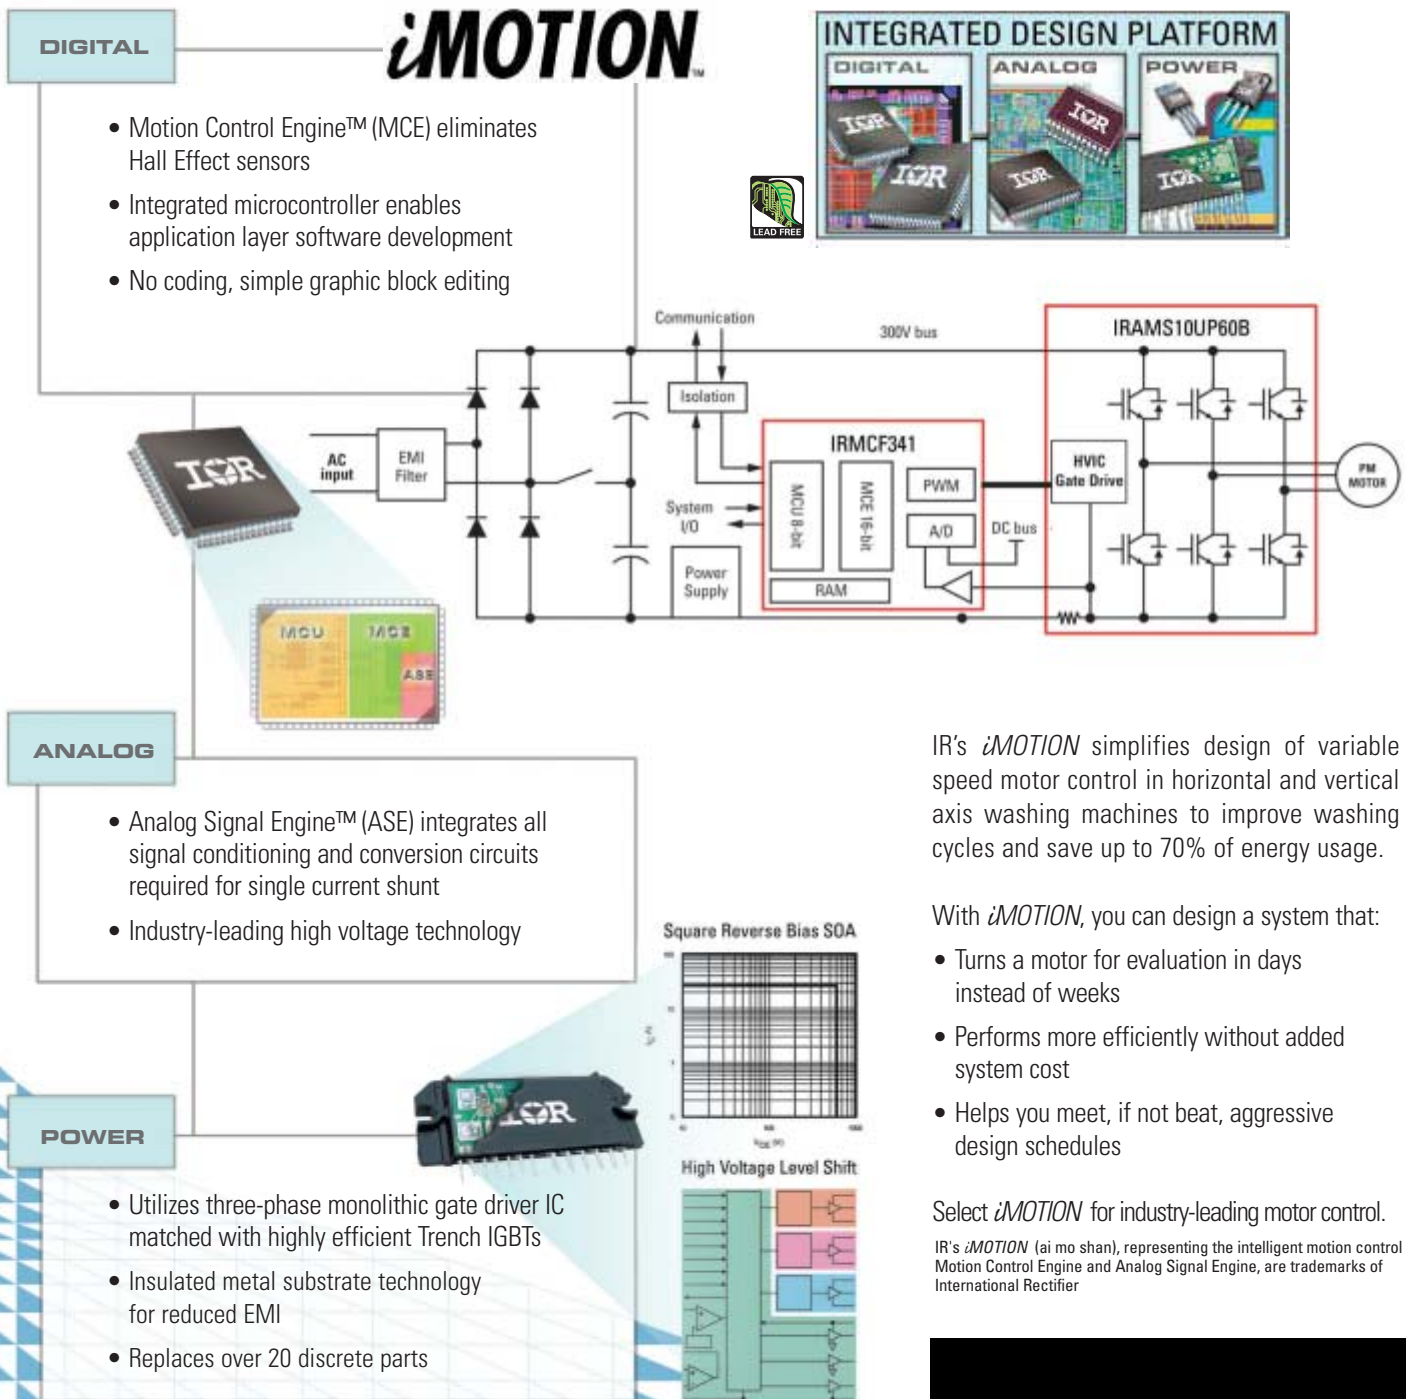 DIGITAL
iMOTION™
INTEGRATED DESIGN PLATFORM
DIGITAL
ANALOG
POWER
IOR
IOR
IOR
IOR
IOR
LEAD FREE
• Motion Control Engine™ (MCE) eliminates
Hall Effect sensors
• Integrated microcontroller enables
application layer software development
• No coding, simple graphic block editing
Communication
300V bus
IRAMS10UP60B
Isolation
IRMCF341
AC
input
EMI
Filter
MCU 8-bit
MCE 16-bit
PWM
A/D
RAM
System
I/O
Power
Supply
DC bus
HVIC
Gate Drive
PM
MOTOR
IOR
MCU
MCE
ASE
ANALOG
• Analog Signal Engine™ (ASE) integrates all
signal conditioning and conversion circuits
required for single current shunt
• Industry-leading high voltage technology
Square Reverse Bias SOA
High Voltage Level Shift
IOR
POWER
• Utilizes three-phase monolithic gate driver IC
matched with highly efficient Trench IGBTs
• Insulated metal substrate technology
for reduced EMI
• Replaces over 20 discrete parts
IR's iMOTION simplifies design of variable
speed motor control in horizontal and vertical
axis washing machines to improve washing
cycles and save up to 70% of energy usage.
With iMOTION, you can design a system that:
• Turns a motor for evaluation in days
instead of weeks
• Performs more efficiently without added
system cost
• Helps you meet, if not beat, aggressive
design schedules
Select iMOTION for industry-leading motor control.
IR's iMOTION (ai mo shan), representing the intelligent motion control
Motion Control Engine and Analog Signal Engine, are trademarks of
International Rectifier